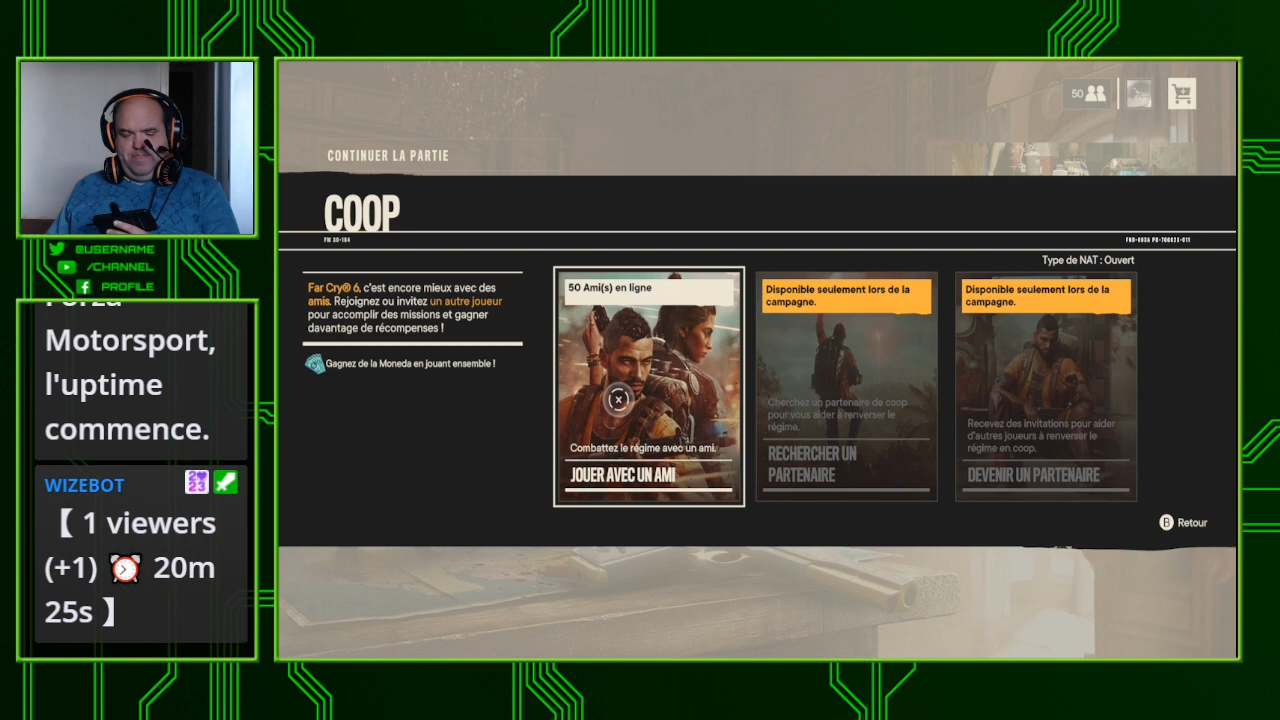 @USERNAME
/CHANNEL
PROFILE
Motorsport,
l'uptime
commence.
WIZEBOT
【 1 viewers
(+1) ⏰ 20m
25s 】
50
CONTINUER LA PARTIE
COOP
Type de NAT : Ouvert
Far Cry® 6, c'est encore mieux avec des
amis. Rejoignez ou invitez un autre joueur
pour accomplir des missions et gagner
davantage de récompenses !
Gagnez de la Moneda en jouant ensemble !
50 Ami(s) en ligne
Combattez le régime avec un ami.
JOUER AVEC UN AMI
Disponible seulement lors de la
campagne.
Cherchez un partenaire de coop
pour vous aider à renverser le
régime.
RECHERCHER UN
PARTENAIRE
Disponible seulement lors de la
campagne.
Recevez des invitations pour aider
d'autres joueurs à renverser le
régime en coop.
DEVENIR UN PARTENAIRE
B Retour